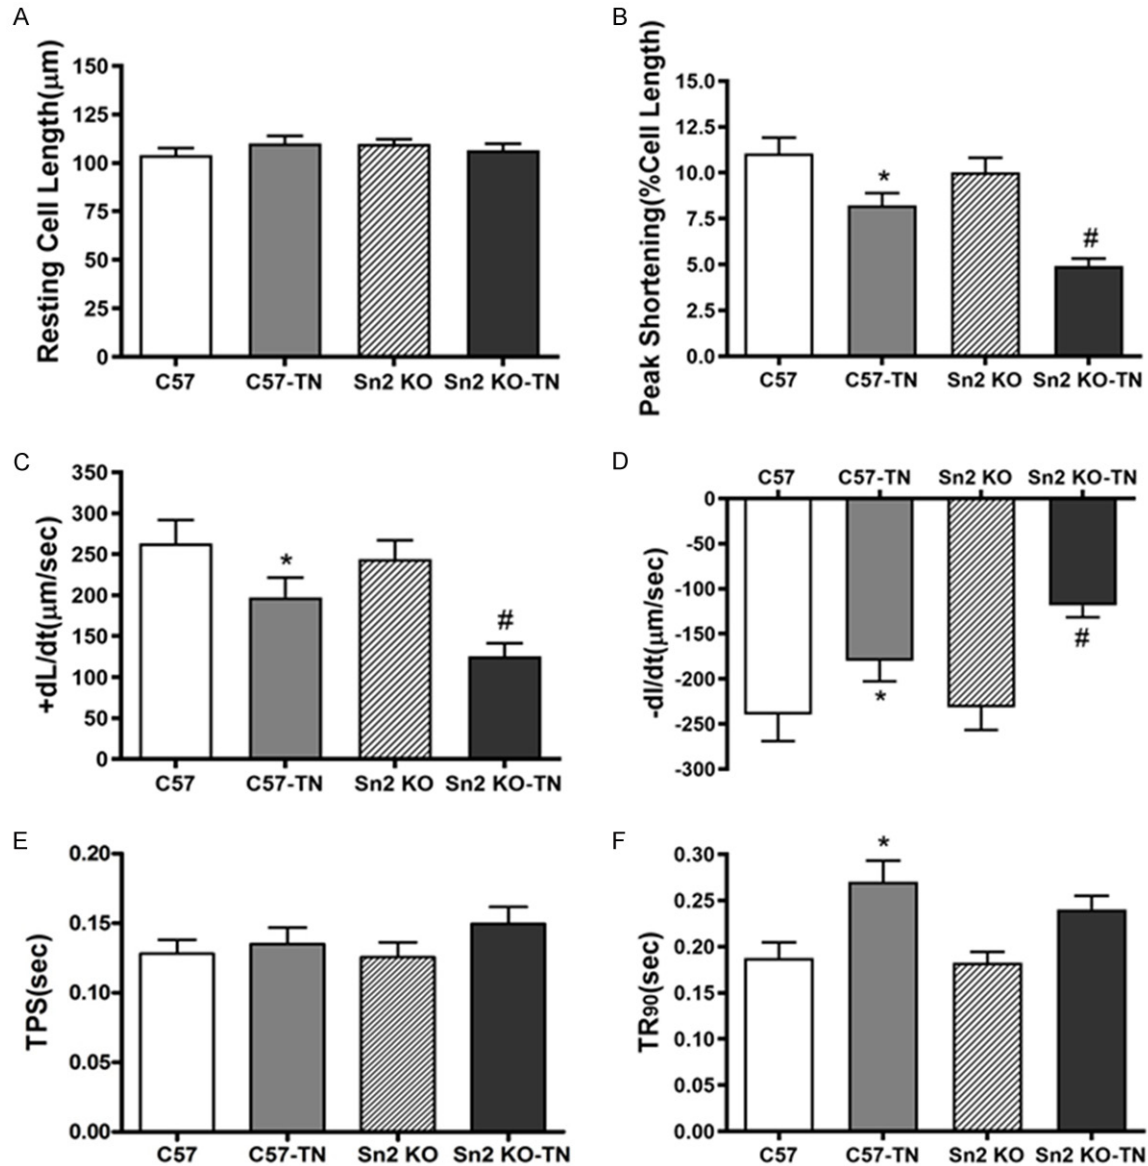 A
Resting Cell Length(μm)
150
125
100
75
50
25
0
C57 C57-TN Sn2 KO Sn2 KO-TN
B
Peak Shortening(%Cell Length)
15.0
12.5
10.0
7.5
5.0
2.5
0.0
*
#
C57 C57-TN Sn2 KO Sn2 KO-TN
C
+dL/dt(μm/sec)
350
300
250
200
150
100
50
0
*
#
C57 C57-TN Sn2 KO Sn2 KO-TN
D
C57 C57-TN Sn2 KO Sn2 KO-TN
-dl/dt(μm/sec)
0
-50
-100
-150
-200
-250
-300
*
#
E
TPS(sec)
0.20
0.15
0.10
0.05
0.00
C57 C57-TN Sn2 KO Sn2 KO-TN
F
TR90(sec)
0.30
0.25
0.20
0.15
0.10
0.05
0.00
*
C57 C57-TN Sn2 KO Sn2 KO-TN